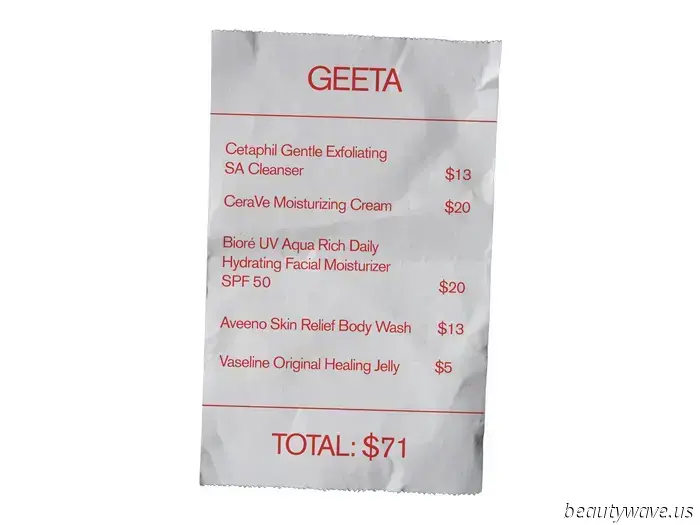 GEETA
Cetaphil Gentle Exfoliating
SA Cleanser $13
CeraVe Moisturizing Cream $20
Bioré UV Aqua Rich Daily
Hydrating Facial Moisturizer
SPF 50 $20
Aveeno Skin Relief Body Wash $13
Vaseline Original Healing Jelly $5
TOTAL: $71
beautywave.us